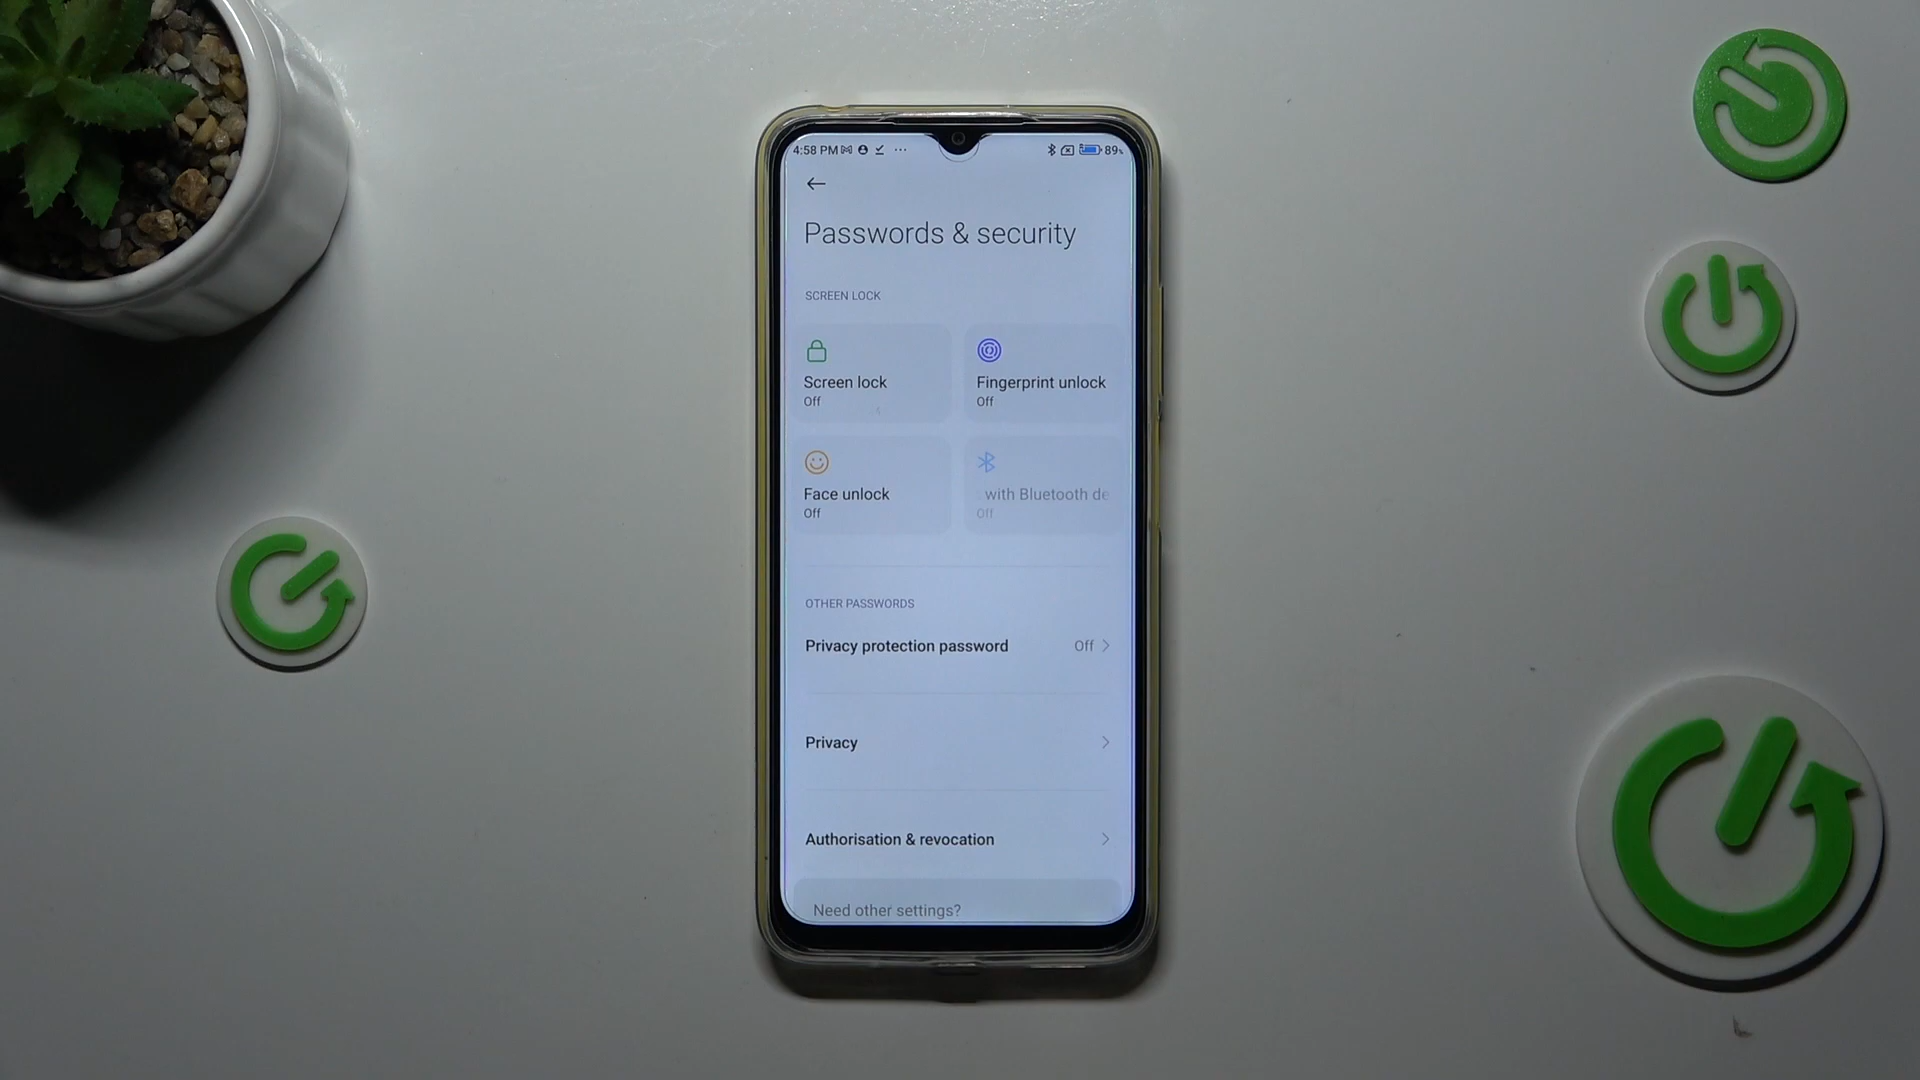 4:58 PM ··· 89%
Passwords & security
SCREEN LOCK
Screen lock
Off
Fingerprint unlock
Off
Face unlock
Off
with Bluetooth de
Off
OTHER PASSWORDS
Privacy protection password Off
Privacy
Authorisation & revocation
Need other settings?